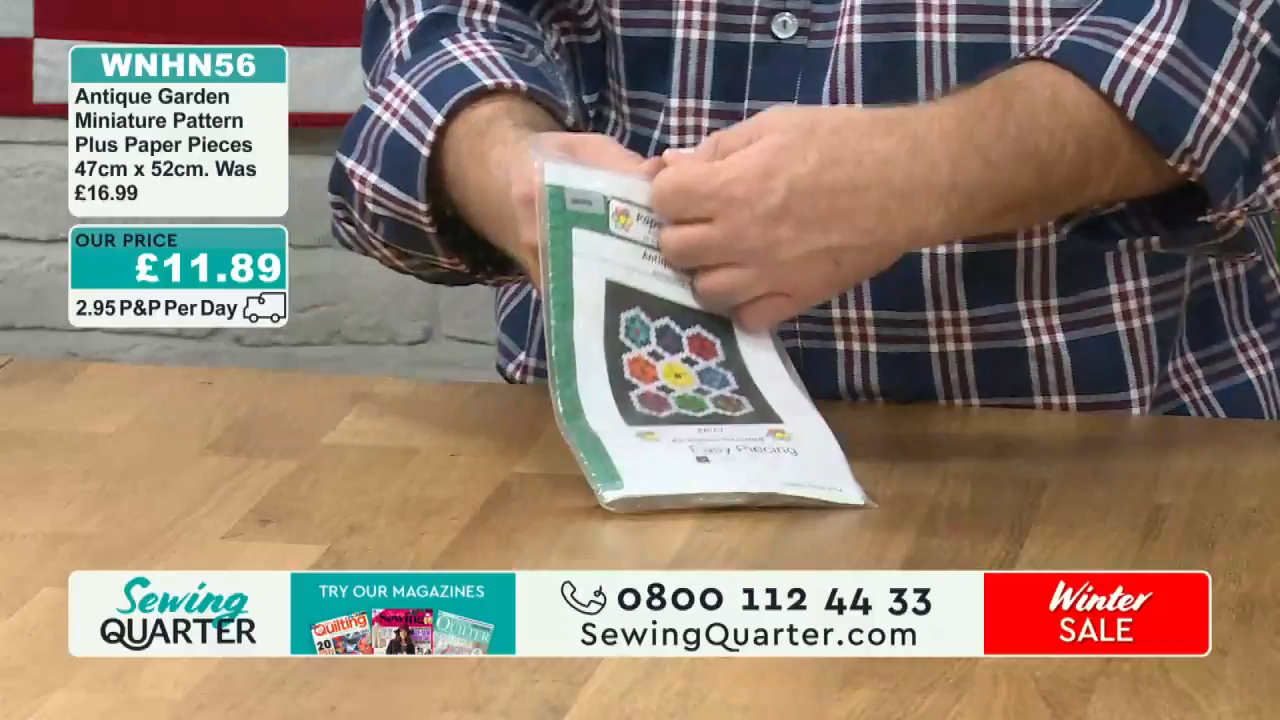 WNHN56
Antique Garden
Miniature Pattern
Plus Paper Pieces
47cm x 52cm. Was
£16.99
OUR PRICE
£11.89
2.95 P&P Per Day
Easy Piecing
Sewing
QUARTER
TRY OUR MAGAZINES
Quilting
20
Sewing
QUILTER
0800 112 44 33
SewingQuarter.com
Winter
SALE